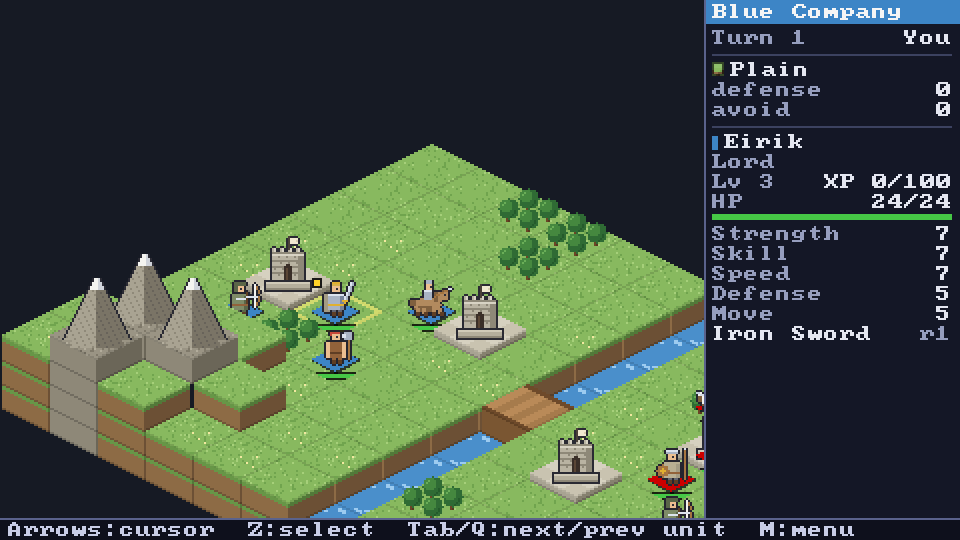 Blue Company
Turn 1 You
Plain
defense 0
avoid 0
Eirik
Lord
Lv 3 XP 0/100
HP 24/24
Strength 7
Skill 7
Speed 7
Defense 5
Move 5
Iron Sword r1
Arrows:cursor Z:select Tab/Q:next/prev unit M:menu